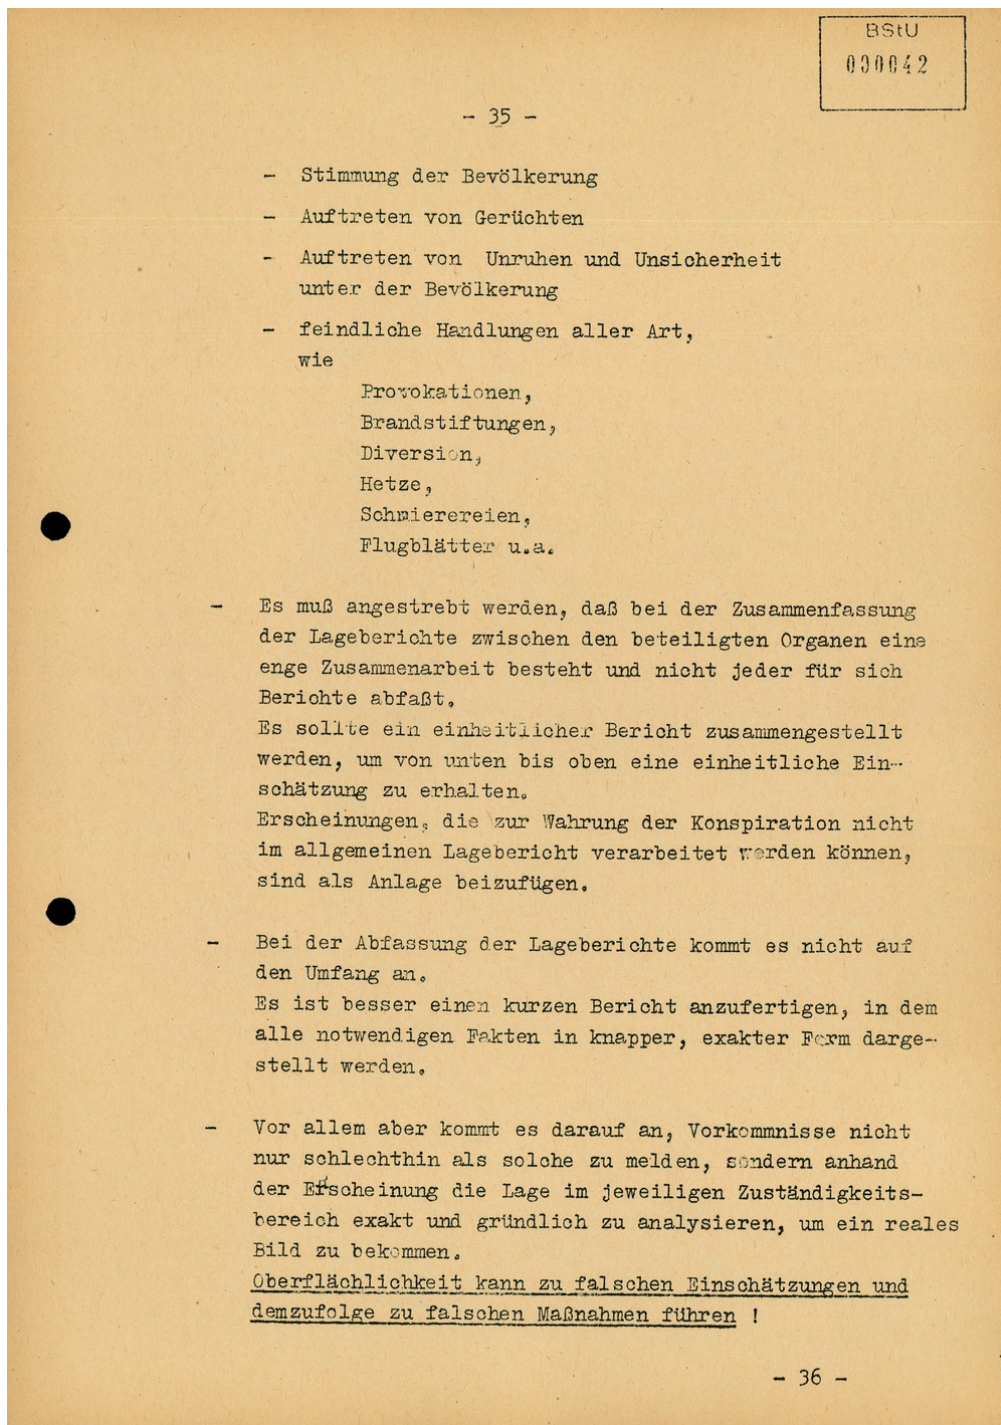 BStU
000042
- 35 -
- Stimmung der Bevölkerung
- Auftreten von Gerüchten
- Auftreten von Unruhen und Unsicherheit
unter der Bevölkerung
- feindliche Handlungen aller Art,
wie
Provokationen,
Brandstiftungen,
Diversion,
Hetze,
Schmierereien,
Flugblätter u.a.
- Es muß angestrebt werden, daß bei der Zusammenfassung
der Lageberichte zwischen den beteiligten Organen eine
enge Zusammenarbeit besteht und nicht jeder für sich
Berichte abfaßt.
Es sollte ein einheitlicher Bericht zusammengestellt
werden, um von unten bis oben eine einheitliche Ein-
schätzung zu erhalten.
Erscheinungen, die zur Wahrung der Konspiration nicht
im allgemeinen Lagebericht verarbeitet werden können,
sind als Anlage beizufügen.
- Bei der Abfassung der Lageberichte kommt es nicht auf
den Umfang an.
Es ist besser einen kurzen Bericht anzufertigen, in dem
alle notwendigen Fakten in knapper, exakter Form darge-
stellt werden.
- Vor allem aber kommt es darauf an, Vorkommnisse nicht
nur schlechthin als solche zu melden, sondern anhand
der Erscheinung die Lage im jeweiligen Zuständigkeits-
bereich exakt und gründlich zu analysieren, um ein reales
Bild zu bekommen.
Oberflächlichkeit kann zu falschen Einschätzungen und
demzufolge zu falschen Maßnahmen führen !
- 36 -